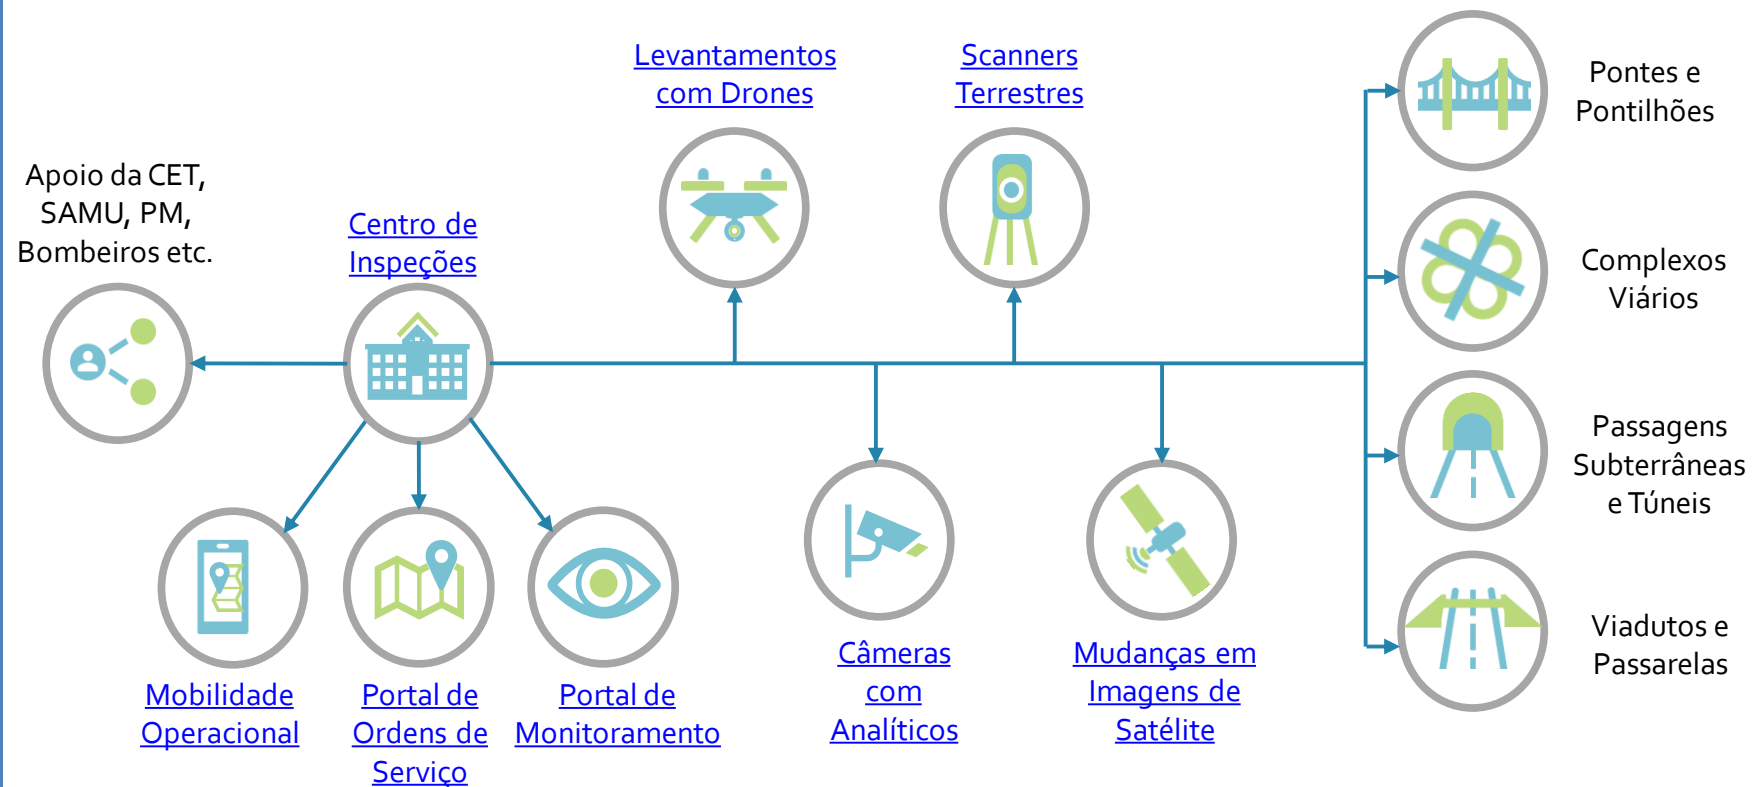 Levantamentos
com Drones
Scanners
Terrestres
Pontes e
Pontilhões
Apoio da CET,
SAMU, PM,
Bombeiros etc.
Centro de
Inspeções
Complexos
Viários
Passagens
Subterrâneas
e Túneis
Viadutos e
Passarelas
Mobilidade
Operacional
Portal de
Ordens de
Serviço
Portal de
Monitoramento
Câmeras
com
Analíticos
Mudanças em
Imagens de
Satélite